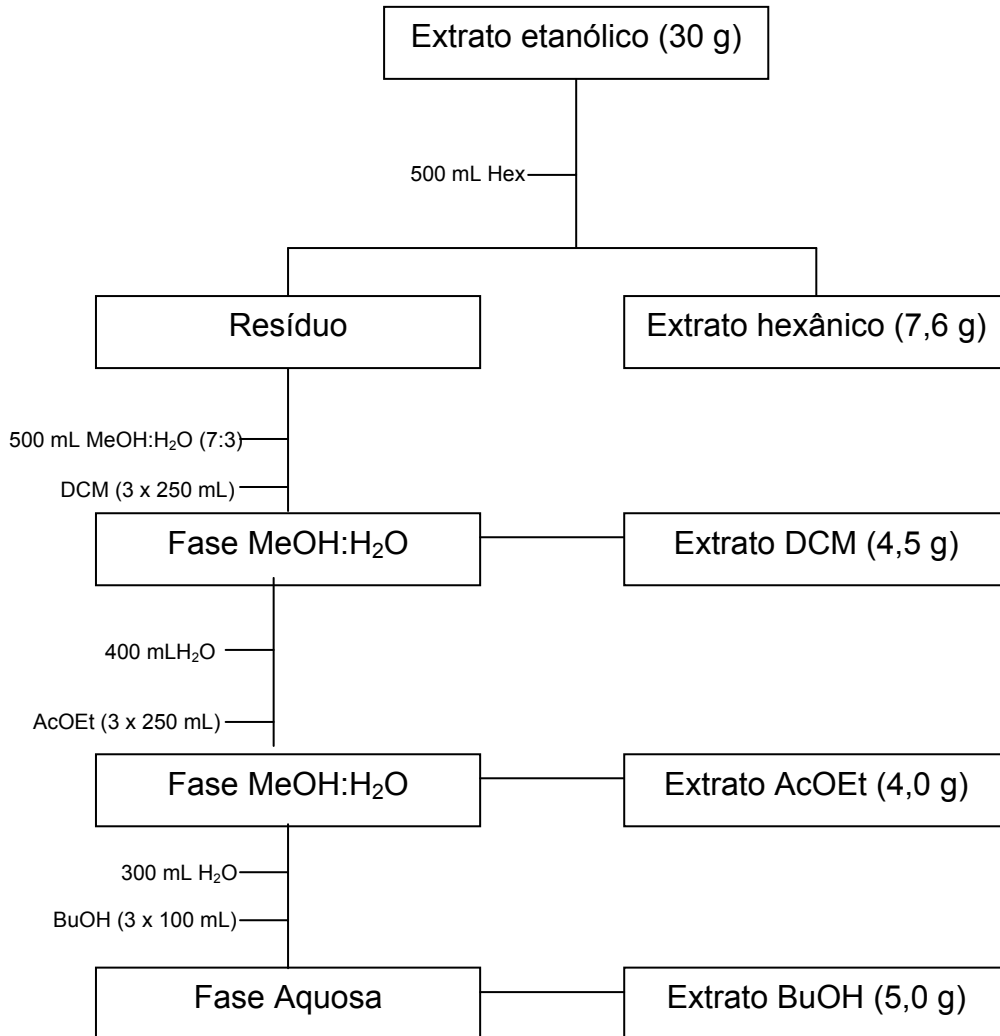 Extrato etanólico (30 g)
500 mL Hex
Resíduo
Extrato hexânico (7,6 g)
500 mL MeOH:H₂O (7:3)
DCM (3 x 250 mL)
Fase MeOH:H₂O
Extrato DCM (4,5 g)
400 mLH₂O
AcOEt (3 x 250 mL)
Fase MeOH:H₂O
Extrato AcOEt (4,0 g)
300 mL H₂O
BuOH (3 x 100 mL)
Fase Aquosa
Extrato BuOH (5,0 g)